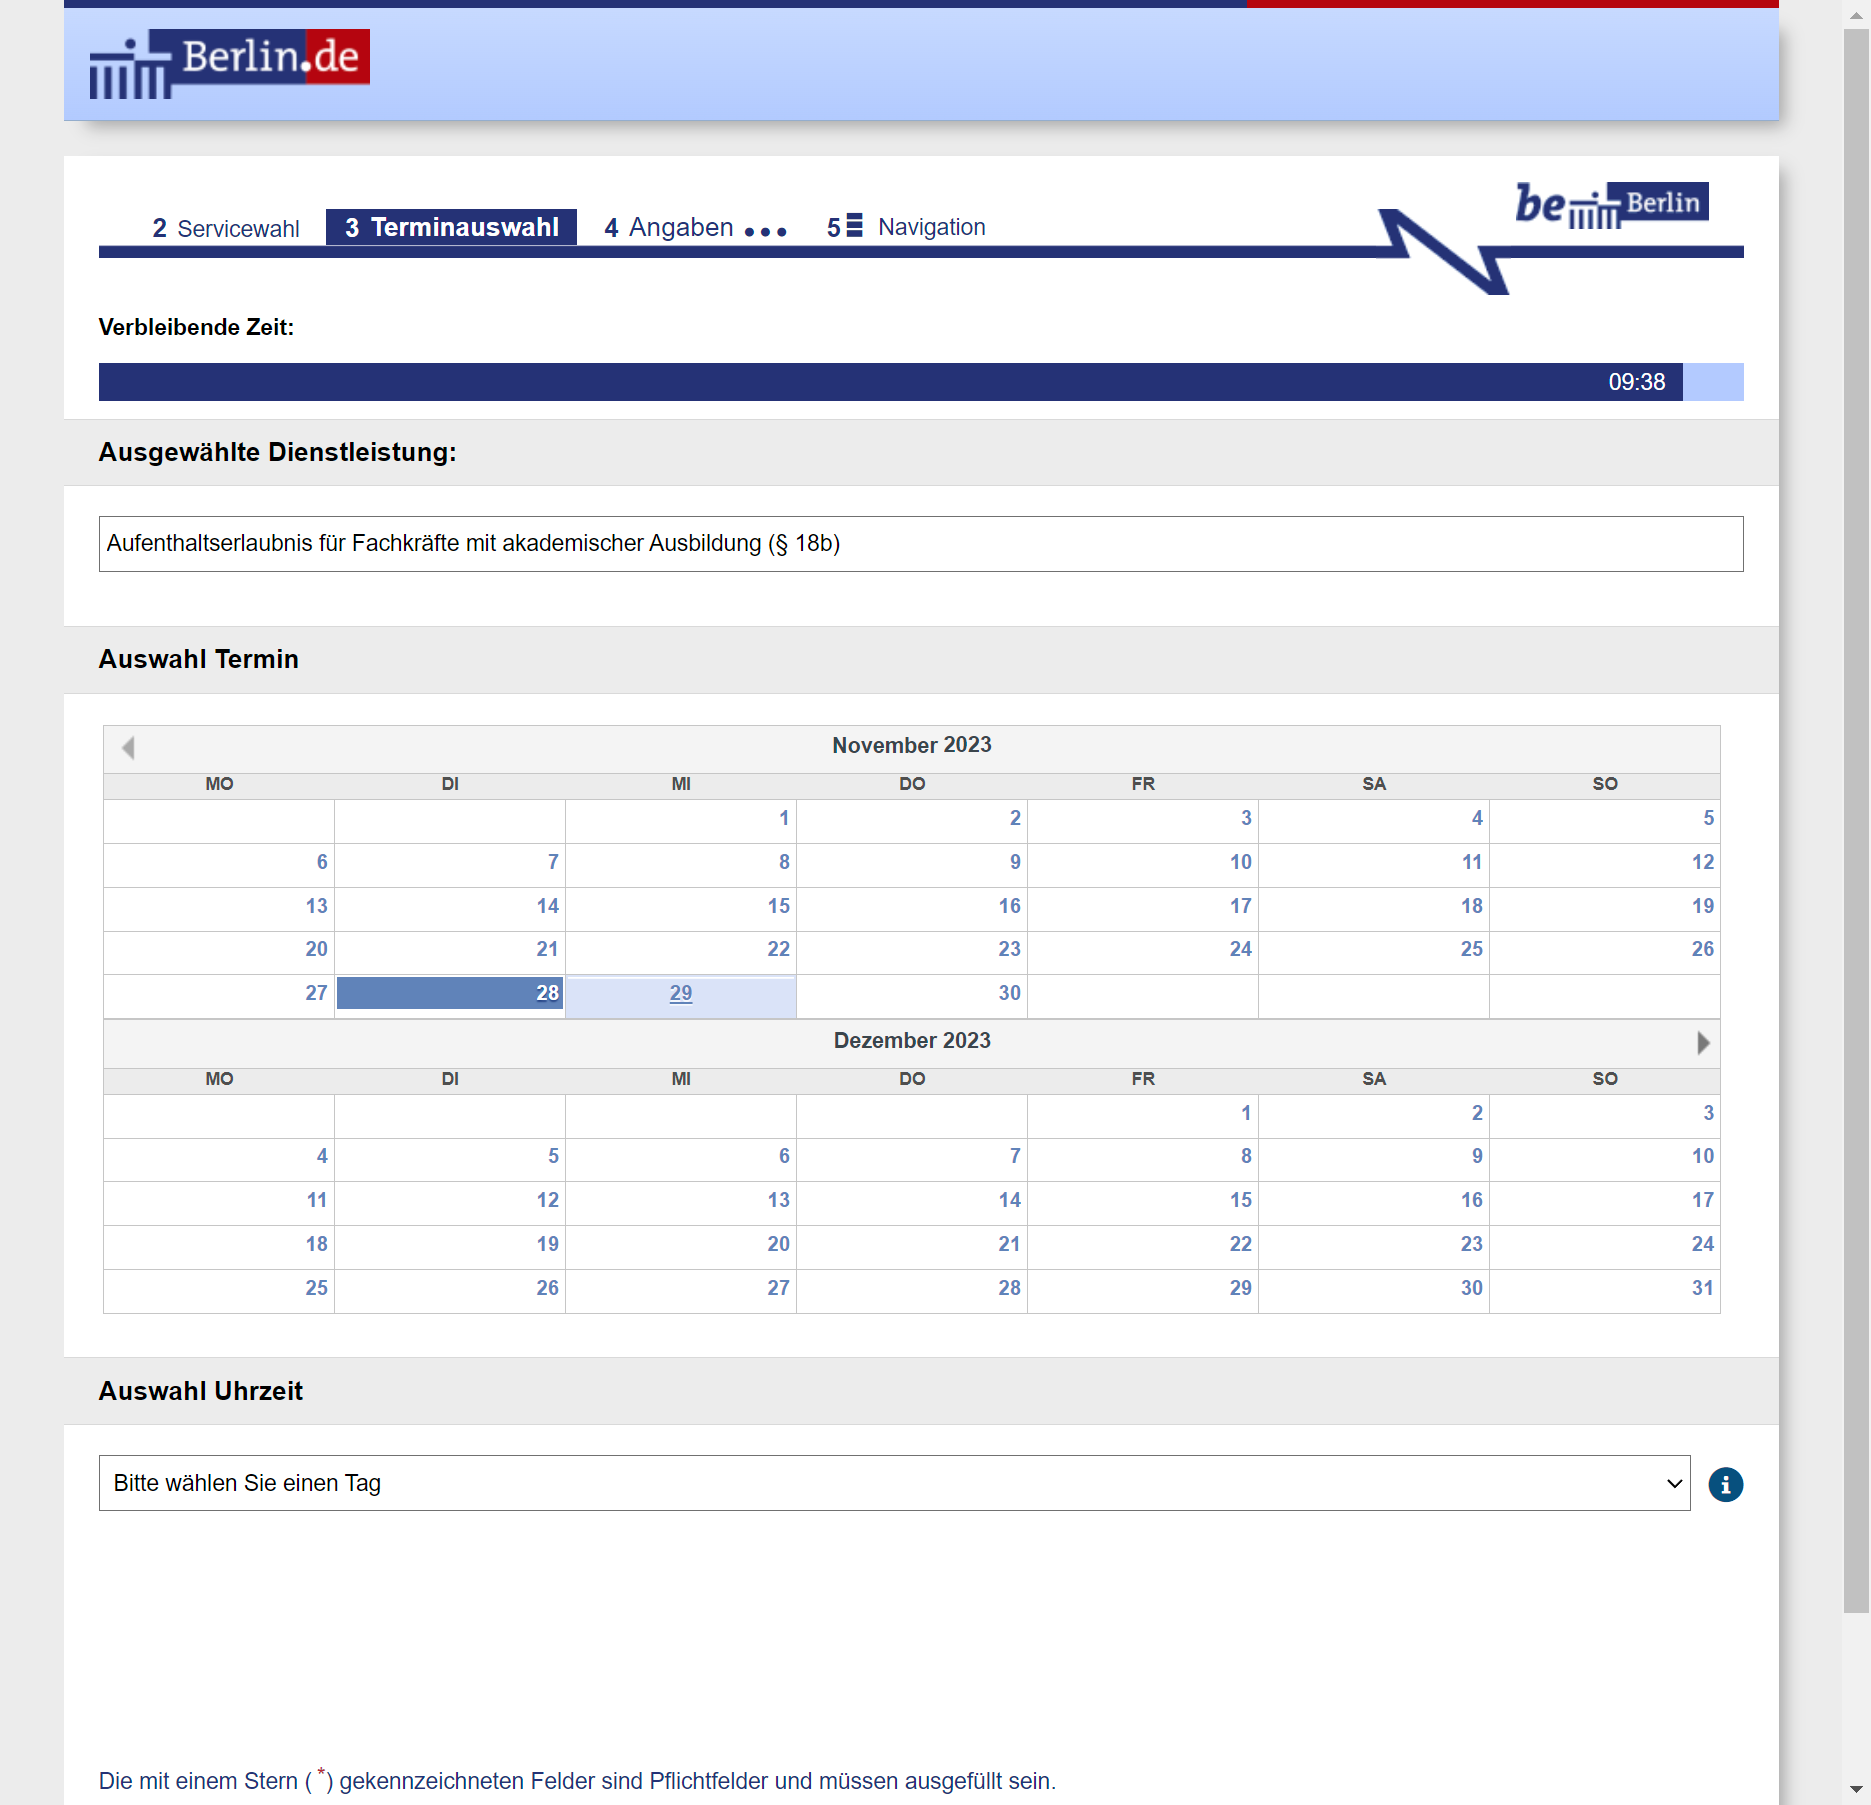 Berlin.de
be Berlin
2 Servicewahl 3 Terminauswahl 4 Angaben 5 Navigation
Verbleibende Zeit:
09:38
Ausgewählte Dienstleistung:
Aufenthaltserlaubnis für Fachkräfte mit akademischer Ausbildung (§ 18b)
Auswahl Termin
November 2023
MO DI MI DO FR SA SO
1 2 3 4 5
6 7 8 9 10 11 12
13 14 15 16 17 18 19
20 21 22 23 24 25 26
27 28 29 30
Dezember 2023
MO DI MI DO FR SA SO
1 2 3
4 5 6 7 8 9 10
11 12 13 14 15 16 17
18 19 20 21 22 23 24
25 26 27 28 29 30 31
Auswahl Uhrzeit
Bitte wählen Sie einen Tag
Die mit einem Stern ( *) gekennzeichneten Felder sind Pflichtfelder und müssen ausgefüllt sein.